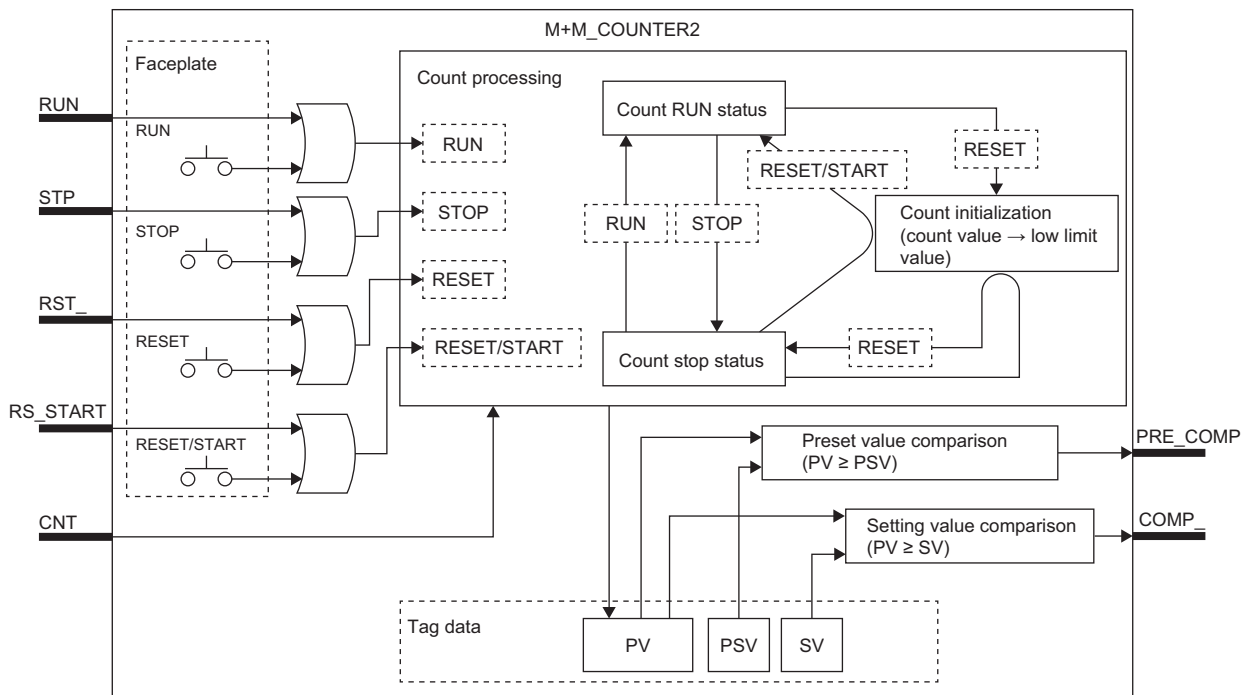 M+M_COUNTER2
Faceplate
Count processing
RUN
RUN
RUN
STP
STOP
STOP
RST_
RESET
RESET
RS_START
RESET/START
RESET/START
CNT
Count RUN status
RESET
RESET/START
RUN
STOP
Count initialization
(count value → low limit
value)
Count stop status
RESET
Preset value comparison
(PV ≥ PSV)
PRE_COMP
Setting value comparison
(PV ≥ SV)
COMP_
Tag data
PV
PSV
SV